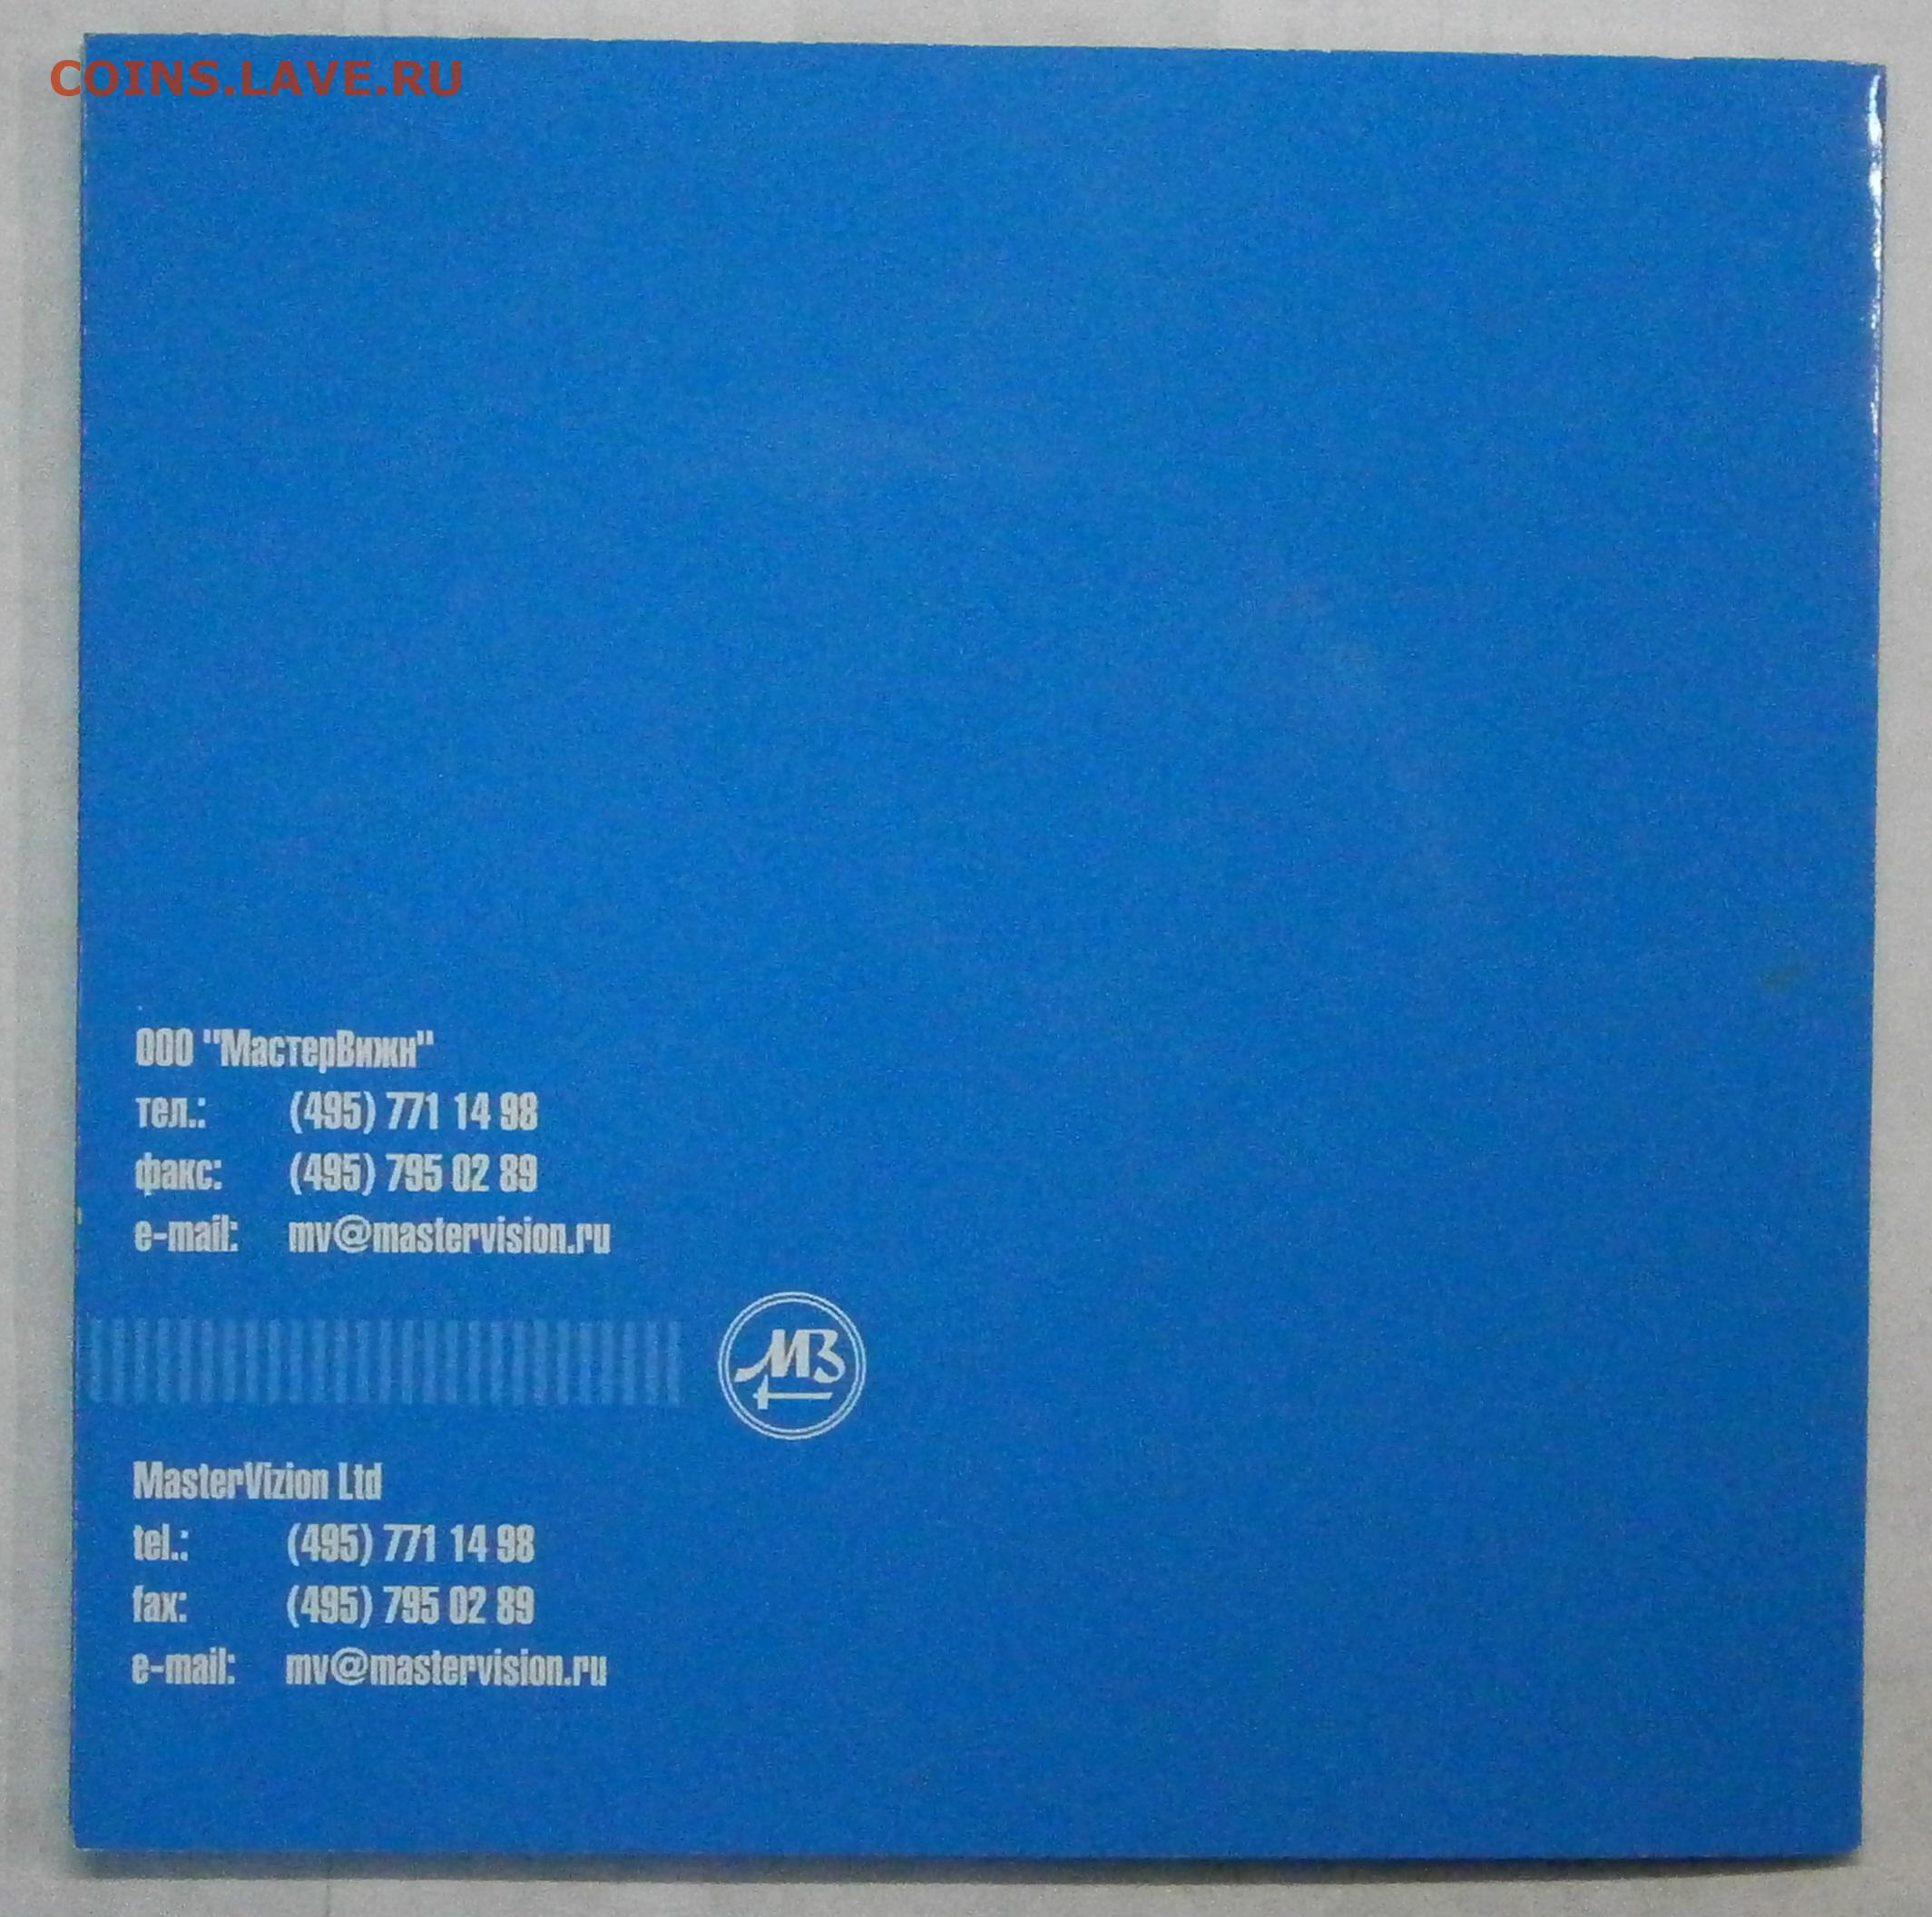 COINS.LAVE.RU
ООО "МастерВижн"
тел.: (495) 771 14 98
факс: (495) 795 02 89
e-mail: mv@mastervision.ru
МВ
MasterVizion Ltd
tel.: (495) 771 14 98
fax: (495) 795 02 89
e-mail: mv@mastervision.ru